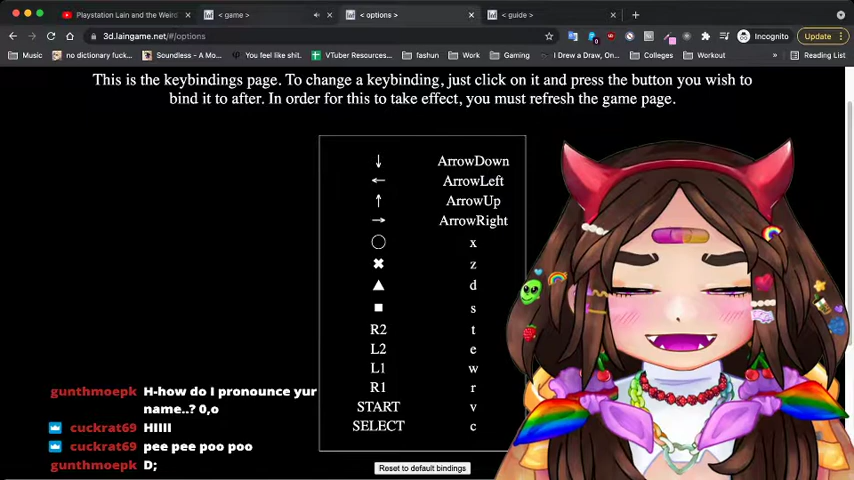 Playstation Lain and the Weird
< game >
< options >
< guide >
3d.laingame.net/#/options
Incognito
Update
Music
no dictionary fuck...
Soundless - A Mo...
You feel like shit.
VTuber Resources...
fashun
Work
Gaming
I Drew a Draw, On...
Colleges
Workout
Reading List
This is the keybindings page. To change a keybinding, just click on it and press the button you wish to
bind it to after. In order for this to take effect, you must refresh the game page.
↓ ArrowDown
← ArrowLeft
↑ ArrowUp
→ ArrowRight
◯ x
✖ z
▲ d
■ s
R2 t
L2 e
L1 w
R1 r
START v
SELECT c
Reset to default bindings
gunthmoepk H-how do I pronounce yur
name..? 0,o
cuckrat69 HIIII
cuckrat69 pee pee poo poo
gunthmoepk D;